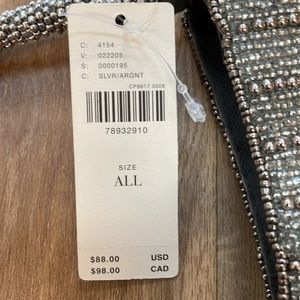 C: 4154
V: 022205
S: 0000195
C: SLVR/ARGNT
CP8617 0006
78932910
SIZE
ALL
$88.00 USD
$98.00 CAD